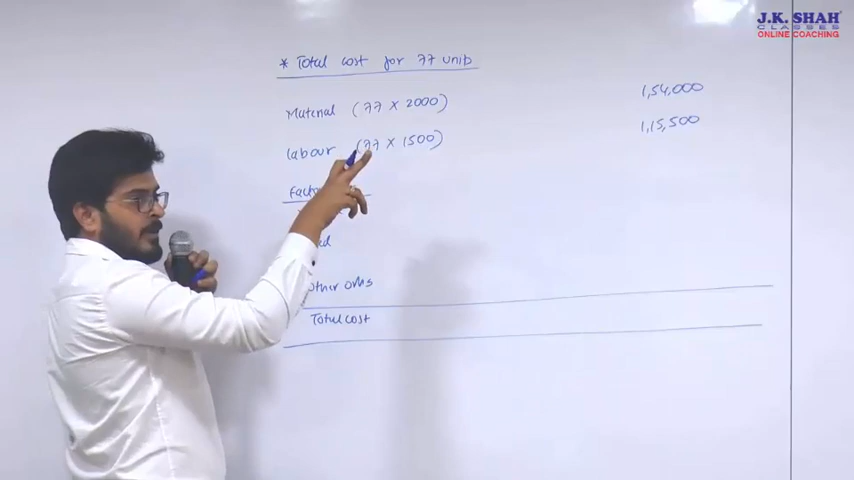 J.K. SHAH
CLASSES
ONLINE COACHING
* Total cost for 77 units
Material (77 X 2000) 1,54,000
Labour (77 X 1500) 1,15,500
other OHs
Total cost